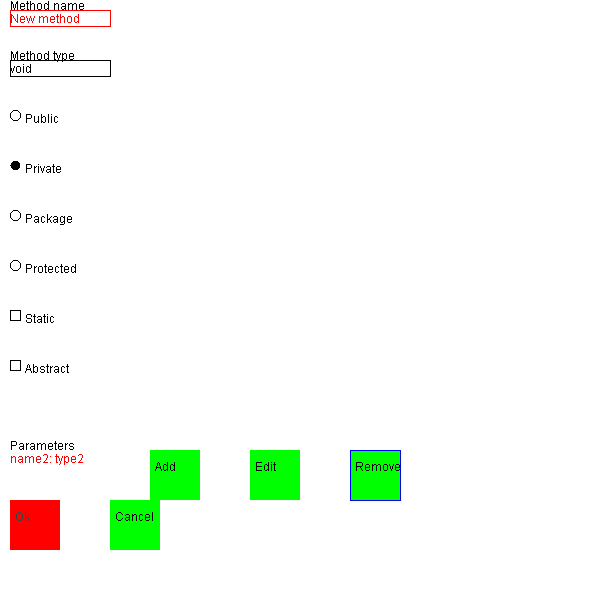 Method name
New method
Method type
void
Public
Private
Package
Protected
Static
Abstract
Parameters
name2: type2
Add
Edit
Remove
Ok
Cancel